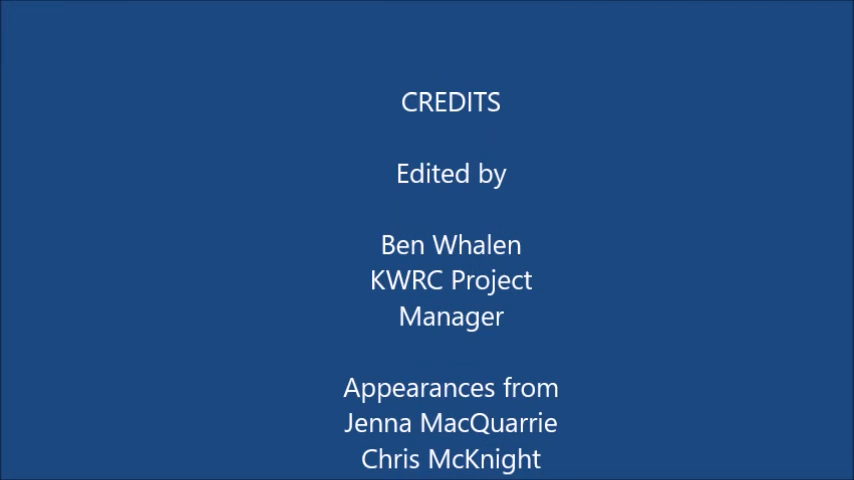 CREDITS
Edited by
Ben Whalen
KWRC Project
Manager
Appearances from
Jenna MacQuarrie
Chris McKnight